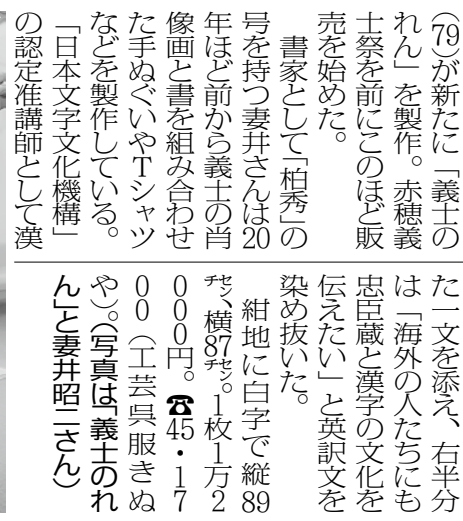 (79)が新たに「義士の
れん」を製作。赤穂義
士祭を前にこのほど販
売を始めた。
書家として「柏秀」の
号を持つ妻井さんは20
年ほど前から義士の肖
像画と書を組み合わせ
た手ぬぐいやTシャツ
などを製作している。
「日本文字文化機構」
の認定准講師として漢
た一文を添え、右半分
は「海外の人たちにも
忠臣蔵と漢字の文化を
伝えたい」と英訳文を
染め抜いた。
紺地に白字で縦89
㌢、横87㌢。1枚1万2
000円。☎45・17
00(工芸呉服きぬ
や)。(写真は「義士のれ
ん」と妻井昭二さん)